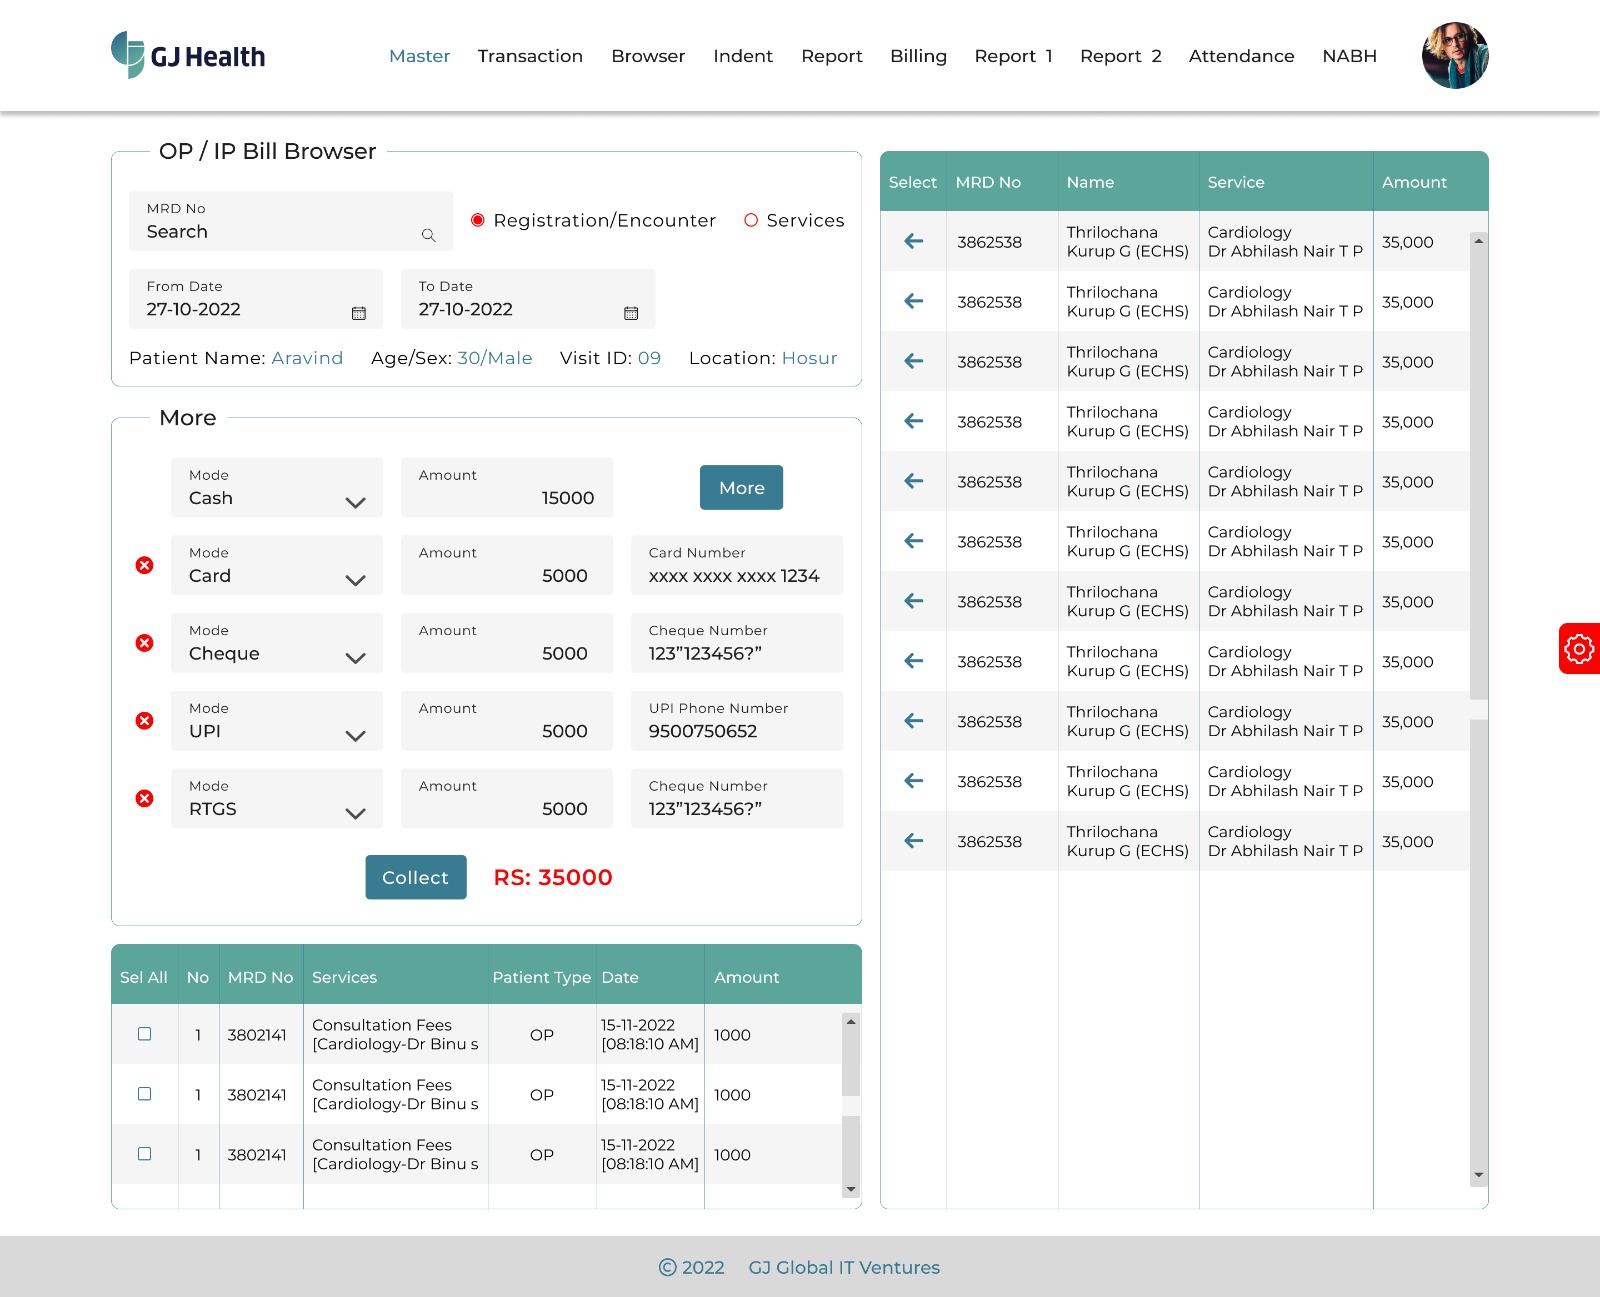 GJ Health
Master Transaction Browser Indent Report Billing Report 1 Report 2 Attendance NABH
OP / IP Bill Browser
MRD No
Search
Registration/Encounter Services
From Date
27-10-2022
To Date
27-10-2022
Patient Name: Aravind Age/Sex: 30/Male Visit ID: 09 Location: Hosur
More
Mode
Cash
Amount
15000
More
Mode
Card
Amount
5000
Card Number
xxxx xxxx xxxx 1234
Mode
Cheque
Amount
5000
Cheque Number
123”123456?”
Mode
UPI
Amount
5000
UPI Phone Number
9500750652
Mode
RTGS
Amount
5000
Cheque Number
123”123456?”
Collect RS: 35000
Sel All No MRD No Services Patient Type Date Amount
1 3802141 Consultation Fees OP 15-11-2022 1000
[Cardiology-Dr Binu s [08:18:10 AM]
1 3802141 Consultation Fees OP 15-11-2022 1000
[Cardiology-Dr Binu s [08:18:10 AM]
1 3802141 Consultation Fees OP 15-11-2022 1000
[Cardiology-Dr Binu s [08:18:10 AM]
Select MRD No Name Service Amount
3862538 Thrilochana Cardiology 35,000
Kurup G (ECHS) Dr Abhilash Nair T P
3862538 Thrilochana Cardiology 35,000
Kurup G (ECHS) Dr Abhilash Nair T P
3862538 Thrilochana Cardiology 35,000
Kurup G (ECHS) Dr Abhilash Nair T P
3862538 Thrilochana Cardiology 35,000
Kurup G (ECHS) Dr Abhilash Nair T P
3862538 Thrilochana Cardiology 35,000
Kurup G (ECHS) Dr Abhilash Nair T P
3862538 Thrilochana Cardiology 35,000
Kurup G (ECHS) Dr Abhilash Nair T P
3862538 Thrilochana Cardiology 35,000
Kurup G (ECHS) Dr Abhilash Nair T P
3862538 Thrilochana Cardiology 35,000
Kurup G (ECHS) Dr Abhilash Nair T P
3862538 Thrilochana Cardiology 35,000
Kurup G (ECHS) Dr Abhilash Nair T P
3862538 Thrilochana Cardiology 35,000
Kurup G (ECHS) Dr Abhilash Nair T P
3862538 Thrilochana Cardiology 35,000
Kurup G (ECHS) Dr Abhilash Nair T P
© 2022 GJ Global IT Ventures